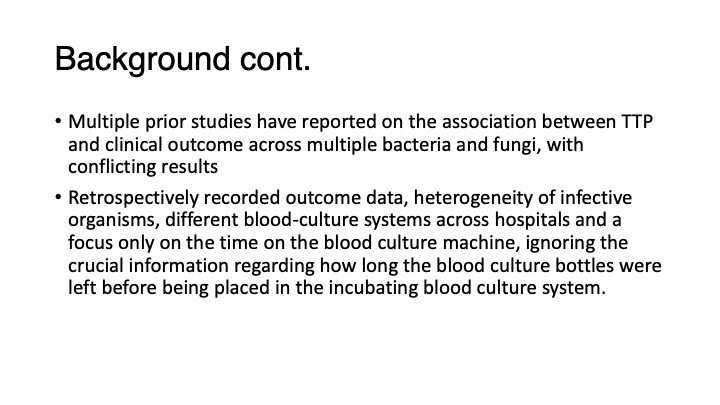 Background cont.
• Multiple prior studies have reported on the association between TTP
and clinical outcome across multiple bacteria and fungi, with
conflicting results
• Retrospectively recorded outcome data, heterogeneity of infective
organisms, different blood-culture systems across hospitals and a
focus only on the time on the blood culture machine, ignoring the
crucial information regarding how long the blood culture bottles were
left before being placed in the incubating blood culture system.